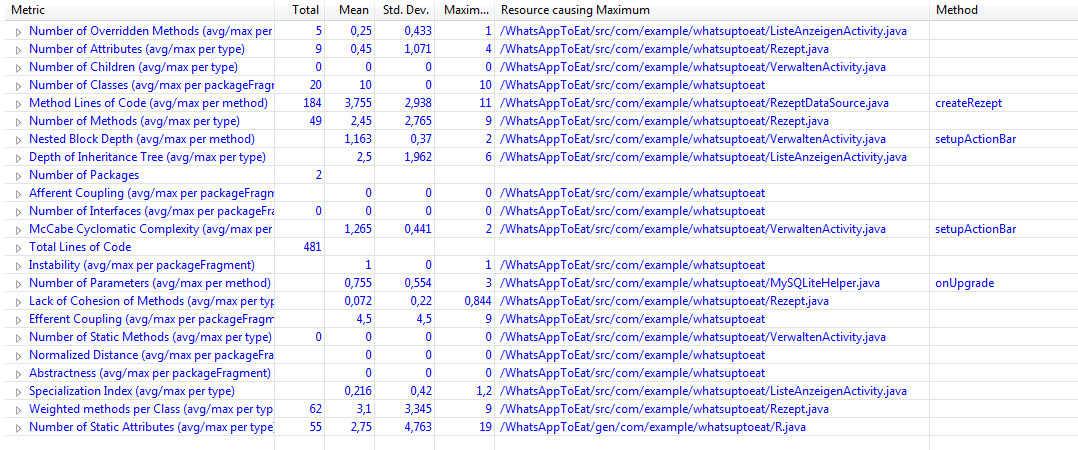 Metric Total Mean Std. Dev. Maxim... Resource causing Maximum Method
Number of Overridden Methods (avg/max per 5 0,25 0,433 1 /WhatsAppToEat/src/com/example/whatsuptoeat/ListeAnzeigenActivity.java
Number of Attributes (avg/max per type) 9 0,45 1,071 4 /WhatsAppToEat/src/com/example/whatsuptoeat/Rezept.java
Number of Children (avg/max per type) 0 0 0 0 /WhatsAppToEat/src/com/example/whatsuptoeat/VerwaltenActivity.java
Number of Classes (avg/max per packageFragr 20 10 0 10 /WhatsAppToEat/src/com/example/whatsuptoeat
Method Lines of Code (avg/max per method) 184 3,755 2,938 11 /WhatsAppToEat/src/com/example/whatsuptoeat/RezeptDataSource.java createRezept
Number of Methods (avg/max per type) 49 2,45 2,765 9 /WhatsAppToEat/src/com/example/whatsuptoeat/Rezept.java
Nested Block Depth (avg/max per method) 1,163 0,37 2 /WhatsAppToEat/src/com/example/whatsuptoeat/VerwaltenActivity.java setupActionBar
Depth of Inheritance Tree (avg/max per type) 2,5 1,962 6 /WhatsAppToEat/src/com/example/whatsuptoeat/ListeAnzeigenActivity.java
Number of Packages 2
Afferent Coupling (avg/max per packageFragm 0 0 0 /WhatsAppToEat/src/com/example/whatsuptoeat
Number of Interfaces (avg/max per packageFra 0 0 0 0 /WhatsAppToEat/src/com/example/whatsuptoeat
McCabe Cyclomatic Complexity (avg/max per 1,265 0,441 2 /WhatsAppToEat/src/com/example/whatsuptoeat/VerwaltenActivity.java setupActionBar
Total Lines of Code 481
Instability (avg/max per packageFragment) 1 0 1 /WhatsAppToEat/src/com/example/whatsuptoeat
Number of Parameters (avg/max per method) 0,755 0,554 3 /WhatsAppToEat/src/com/example/whatsuptoeat/MySQLiteHelper.java onUpgrade
Lack of Cohesion of Methods (avg/max per typ 0,072 0,22 0,844 /WhatsAppToEat/src/com/example/whatsuptoeat/Rezept.java
Efferent Coupling (avg/max per packageFragm 4,5 4,5 9 /WhatsAppToEat/src/com/example/whatsuptoeat
Number of Static Methods (avg/max per type) 0 0 0 0 /WhatsAppToEat/src/com/example/whatsuptoeat/VerwaltenActivity.java
Normalized Distance (avg/max per packageFra 0 0 0 /WhatsAppToEat/src/com/example/whatsuptoeat
Abstractness (avg/max per packageFragment) 0 0 0 /WhatsAppToEat/src/com/example/whatsuptoeat
Specialization Index (avg/max per type) 0,216 0,42 1,2 /WhatsAppToEat/src/com/example/whatsuptoeat/ListeAnzeigenActivity.java
Weighted methods per Class (avg/max per typ 62 3,1 3,345 9 /WhatsAppToEat/src/com/example/whatsuptoeat/Rezept.java
Number of Static Attributes (avg/max per type 55 2,75 4,763 19 /WhatsAppToEat/gen/com/example/whatsuptoeat/R.java